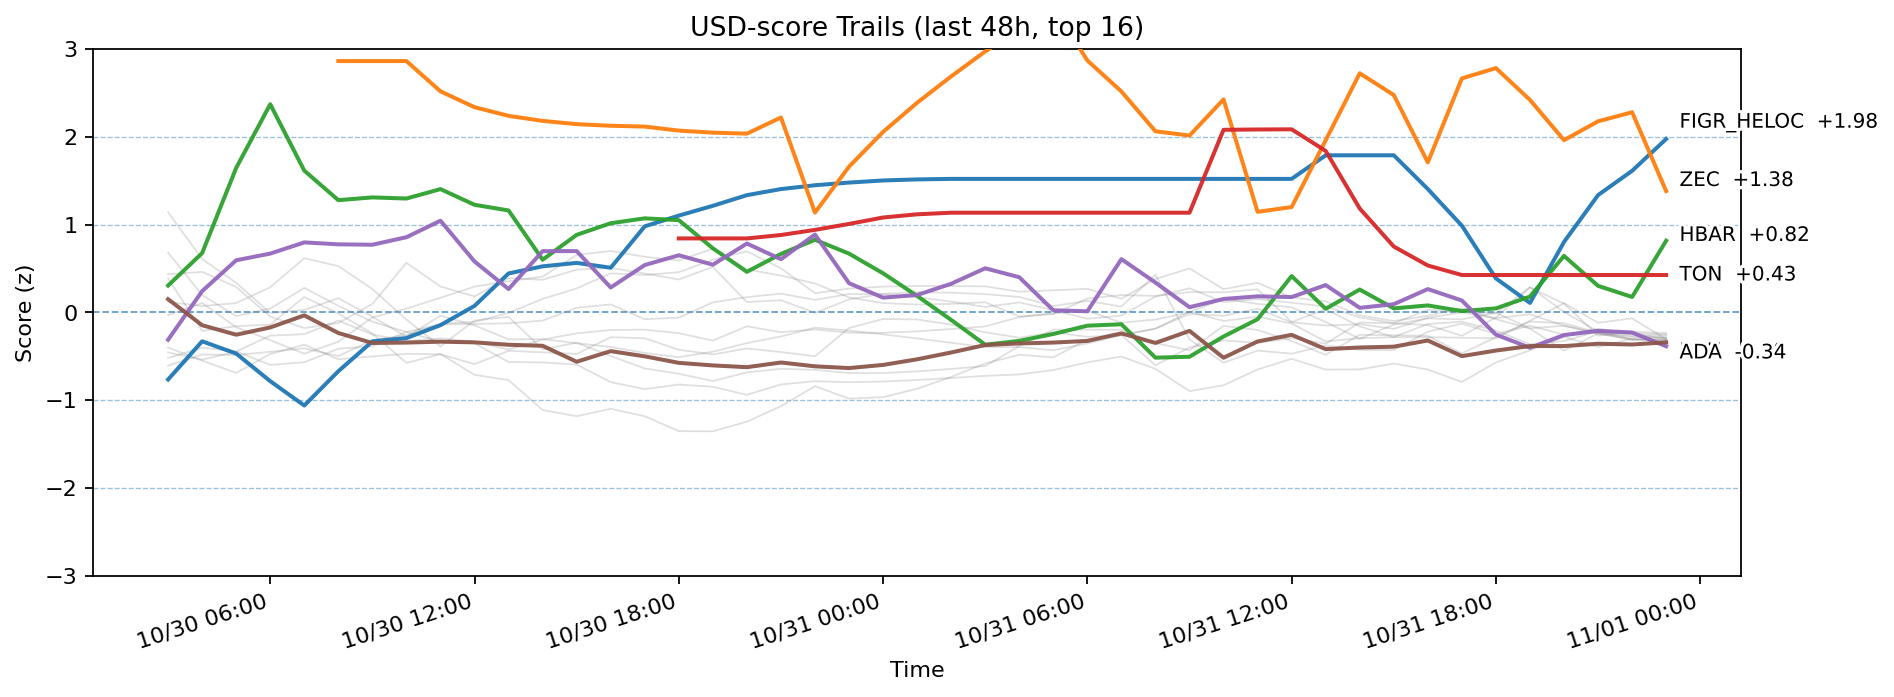 USD-score Trails (last 48h, top 16)
Score (z)
3
2
1
0
−1
−2
−3
FIGR_HELOC +1.98
ZEC +1.38
HBAR +0.82
TON +0.43
ADA -0.34
10/30 06:00
10/30 12:00
10/30 18:00
10/31 00:00
10/31 06:00
10/31 12:00
10/31 18:00
11/01 00:00
Time